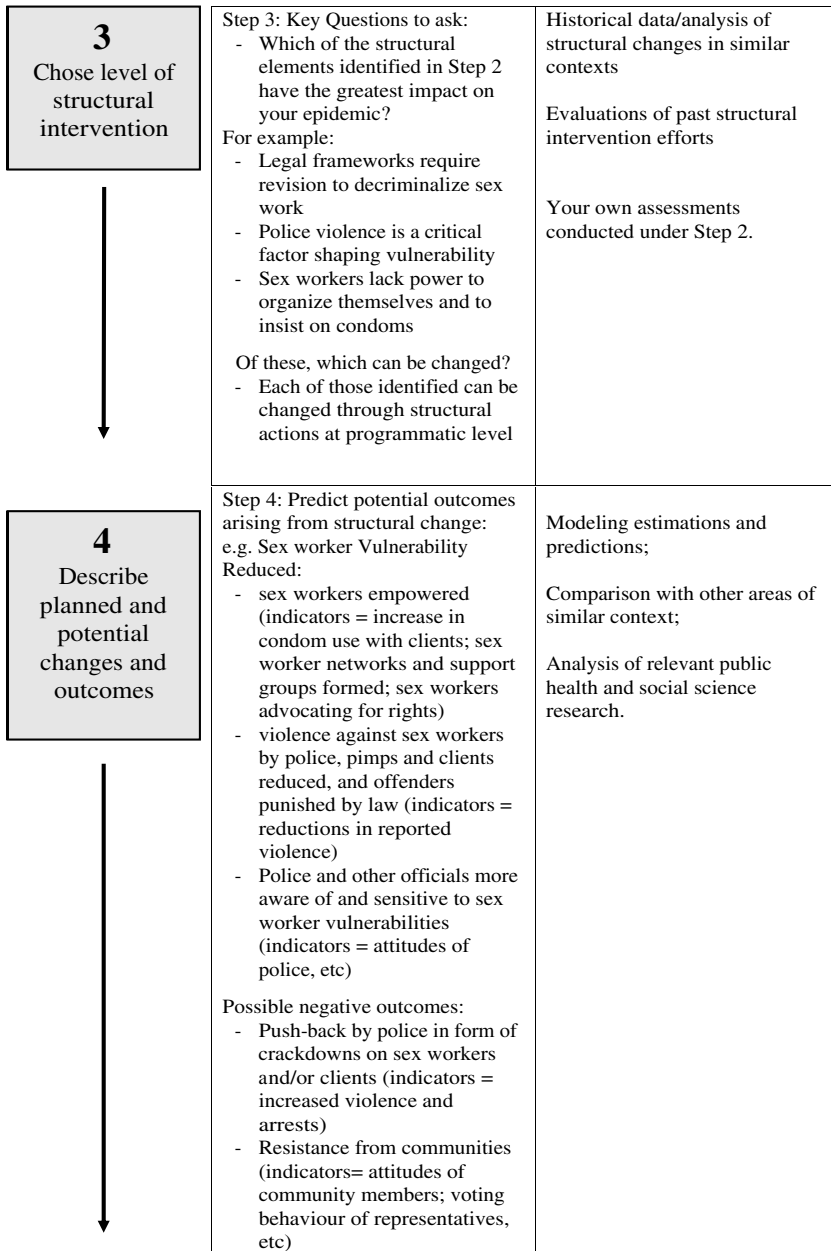 3
Chose level of
structural
intervention
Step 3: Key Questions to ask:
- Which of the structural
elements identified in Step 2
have the greatest impact on
your epidemic?
For example:
- Legal frameworks require
revision to decriminalize sex
work
- Police violence is a critical
factor shaping vulnerability
- Sex workers lack power to
organize themselves and to
insist on condoms
Of these, which can be changed?
- Each of those identified can be
changed through structural
actions at programmatic level
Historical data/analysis of
structural changes in similar
contexts
Evaluations of past structural
intervention efforts
Your own assessments
conducted under Step 2.
4
Describe
planned and
potential
changes and
outcomes
Step 4: Predict potential outcomes
arising from structural change:
e.g. Sex worker Vulnerability
Reduced:
- sex workers empowered
(indicators = increase in
condom use with clients; sex
worker networks and support
groups formed; sex workers
advocating for rights)
- violence against sex workers
by police, pimps and clients
reduced, and offenders
punished by law (indicators =
reductions in reported
violence)
- Police and other officials more
aware of and sensitive to sex
worker vulnerabilities
(indicators = attitudes of
police, etc)
Possible negative outcomes:
- Push-back by police in form of
crackdowns on sex workers
and/or clients (indicators =
increased violence and
arrests)
- Resistance from communities
(indicators= attitudes of
community members; voting
behaviour of representatives,
etc)
Modeling estimations and
predictions;
Comparison with other areas of
similar context;
Analysis of relevant public
health and social science
research.